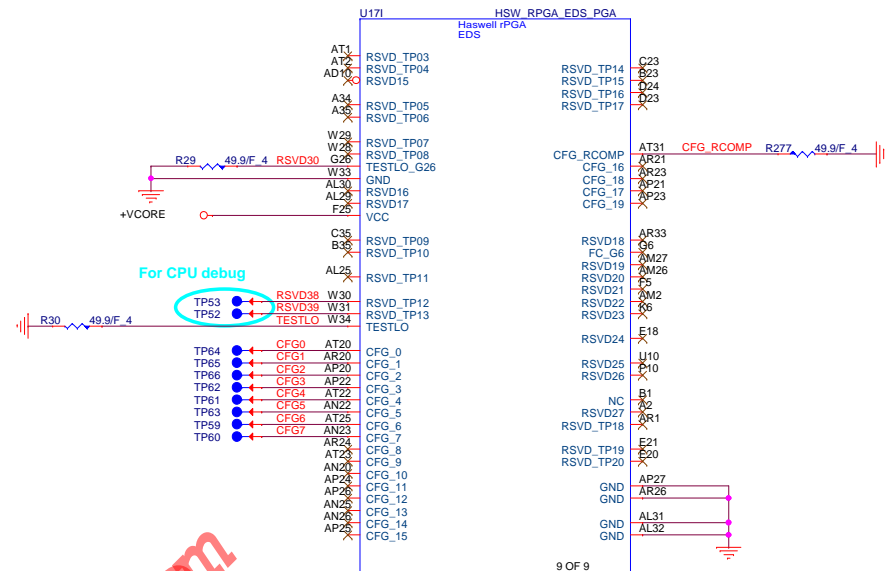 U17I HSW_RPGA_EDS_PGA
Haswell rPGA
EDS
AT1 RSVD_TP03
AT2 RSVD_TP04
AD10 RSVD15
A34 RSVD_TP05
A35 RSVD_TP06
W29 RSVD_TP07
W28 RSVD_TP08
R29 49.9/F_4 RSVD30 G26 TESTLO_G26
W33 GND
AL30 RSVD16
AL29 RSVD17
+VCORE F25 VCC
C35 RSVD_TP09
B35 RSVD_TP10
AL25 RSVD_TP11
For CPU debug
TP53 RSVD38 W30 RSVD_TP12
TP52 RSVD39 W31 RSVD_TP13
R30 49.9/F_4 TESTLO W34 TESTLO
TP64 CFG0 AT20 CFG_0
TP65 CFG1 AR20 CFG_1
TP66 CFG2 AP20 CFG_2
TP62 CFG3 AP22 CFG_3
TP61 CFG4 AT22 CFG_4
TP63 CFG5 AN22 CFG_5
TP59 CFG6 AT25 CFG_6
TP60 CFG7 AN23 CFG_7
AR24 CFG_8
AT23 CFG_9
AN20 CFG_10
AP24 CFG_11
AP26 CFG_12
AN25 CFG_13
AN26 CFG_14
AP25 CFG_15
RSVD_TP14 C23
RSVD_TP15 B23
RSVD_TP16 D24
RSVD_TP17 D23
CFG_RCOMP AT31 CFG_RCOMP R277 49.9/F_4
CFG_16 AR21
CFG_18 AR23
CFG_17 AP21
CFG_19 AP23
RSVD18 AR33
FC_G6 G6
RSVD19 AM27
RSVD20 AM26
RSVD21 F5
RSVD22 AM2
RSVD23 K6
RSVD24 E18
RSVD25 U10
RSVD26 P10
NC B1
RSVD27 A2
RSVD_TP18 AR1
RSVD_TP19 E21
RSVD_TP20 E20
GND AP27
GND AR26
GND AL31
GND AL32
9 OF 9